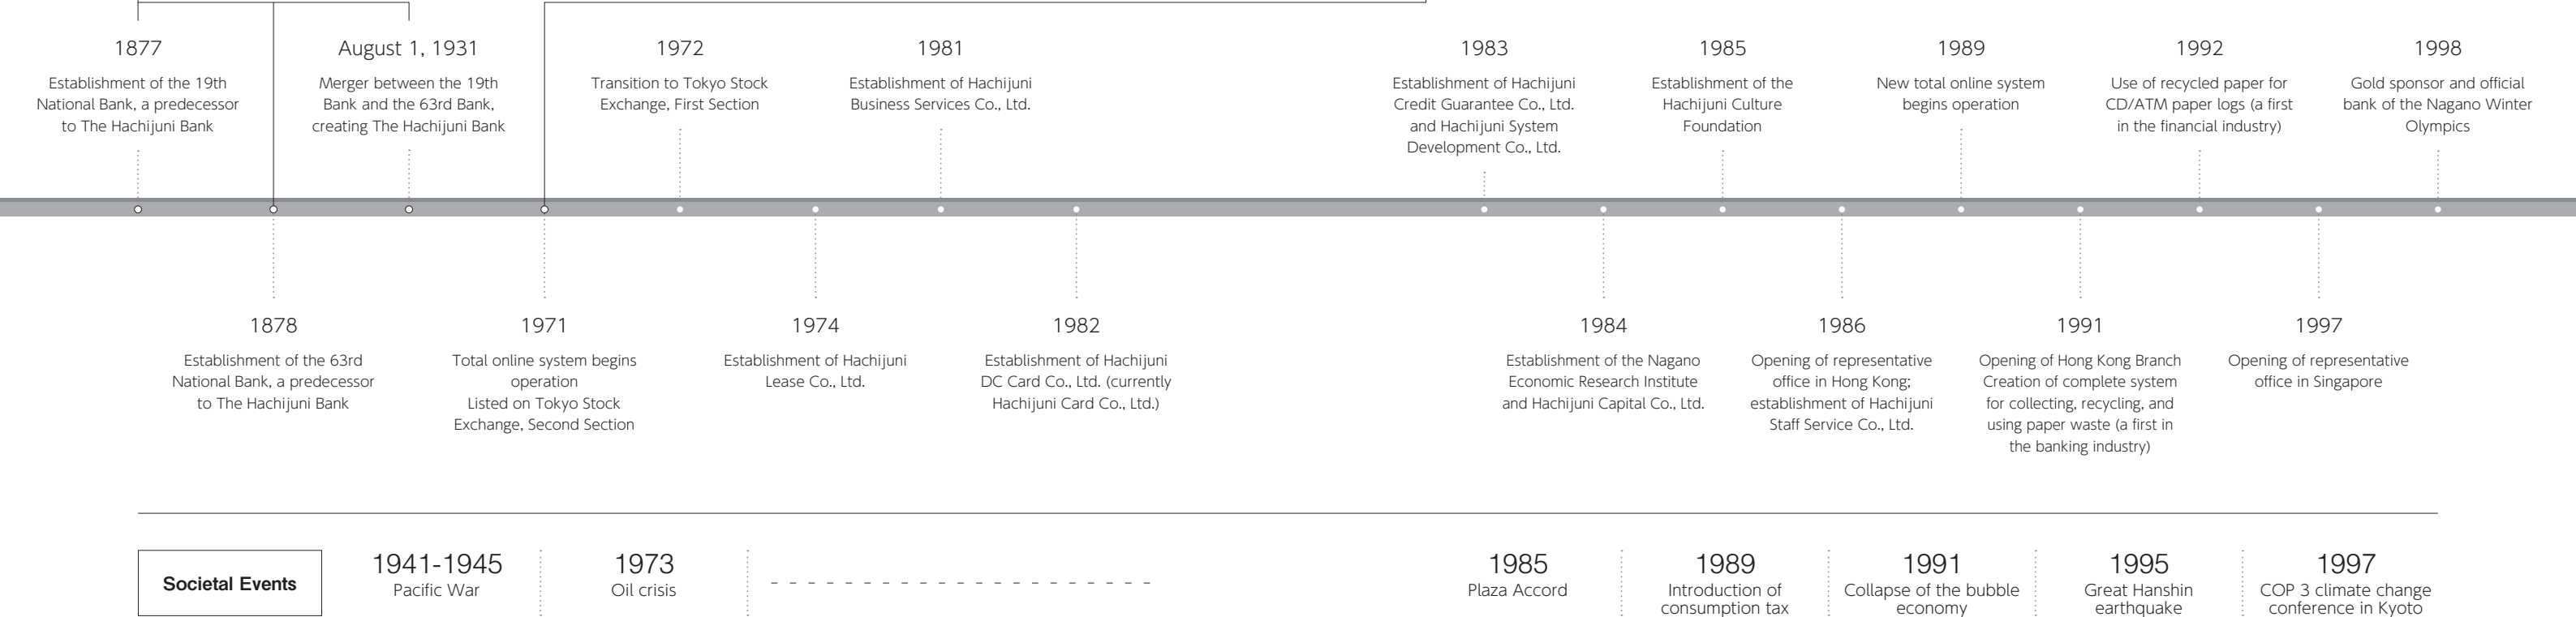 1877
Establishment of the 19th
National Bank, a predecessor
to The Hachijuni Bank
August 1, 1931
Merger between the 19th
Bank and the 63rd Bank,
creating The Hachijuni Bank
1972
Transition to Tokyo Stock
Exchange, First Section
1981
Establishment of Hachijuni
Business Services Co., Ltd.
1983
Establishment of Hachijuni
Credit Guarantee Co., Ltd.
and Hachijuni System
Development Co., Ltd.
1985
Establishment of the
Hachijuni Culture
Foundation
1989
New total online system
begins operation
1992
Use of recycled paper for
CD/ATM paper logs (a first
in the financial industry)
1998
Gold sponsor and official
bank of the Nagano Winter
Olympics
1878
Establishment of the 63rd
National Bank, a predecessor
to The Hachijuni Bank
1971
Total online system begins
operation
Listed on Tokyo Stock
Exchange, Second Section
1974
Establishment of Hachijuni
Lease Co., Ltd.
1982
Establishment of Hachijuni
DC Card Co., Ltd. (currently
Hachijuni Card Co., Ltd.)
1984
Establishment of the Nagano
Economic Research Institute
and Hachijuni Capital Co., Ltd.
1986
Opening of representative
office in Hong Kong;
establishment of Hachijuni
Staff Service Co., Ltd.
1991
Opening of Hong Kong Branch
Creation of complete system
for collecting, recycling, and
using paper waste (a first in
the banking industry)
1997
Opening of representative
office in Singapore
Societal Events
1941-1945
Pacific War
1973
Oil crisis
1985
Plaza Accord
1989
Introduction of
consumption tax
1991
Collapse of the bubble
economy
1995
Great Hanshin
earthquake
1997
COP 3 climate change
conference in Kyoto